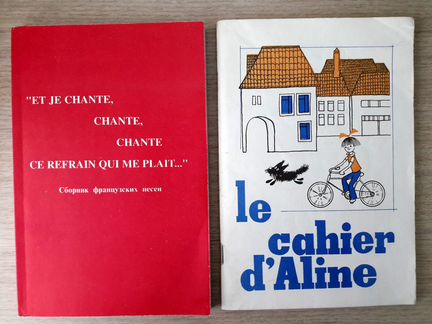 "ET JE CHANTE,
CHANTE,
CHANTE
CE REFRAIN QUI ME PLAIT..."
Сборник французских песен
le
cahier
d'Aline